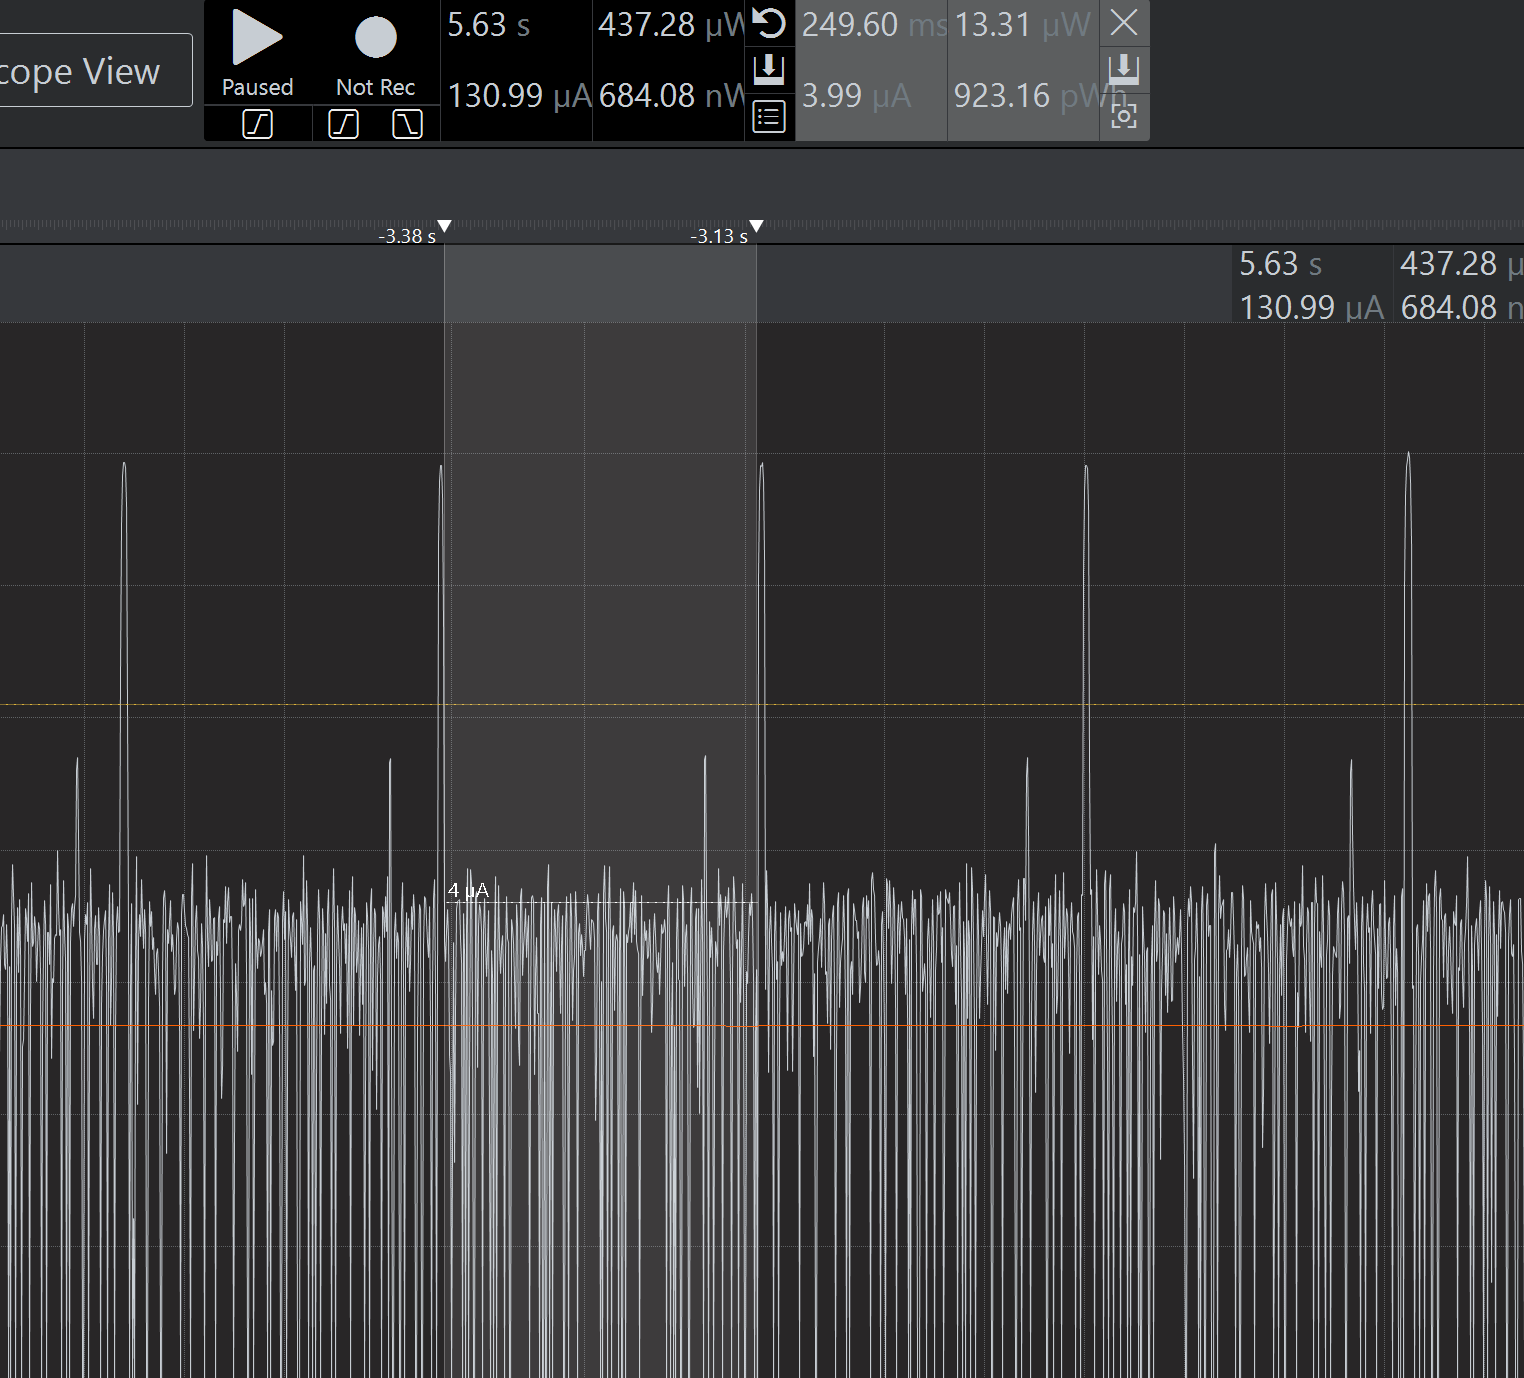 cope View
Paused
Not Rec
5.63 s
130.99 µA
437.28 µW
684.08 nW
249.60 ms
3.99 µA
13.31 µW
923.16 pWh
-3.38 s
-3.13 s
5.63 s
437.28 µ
130.99 µA
684.08 n
4 µA